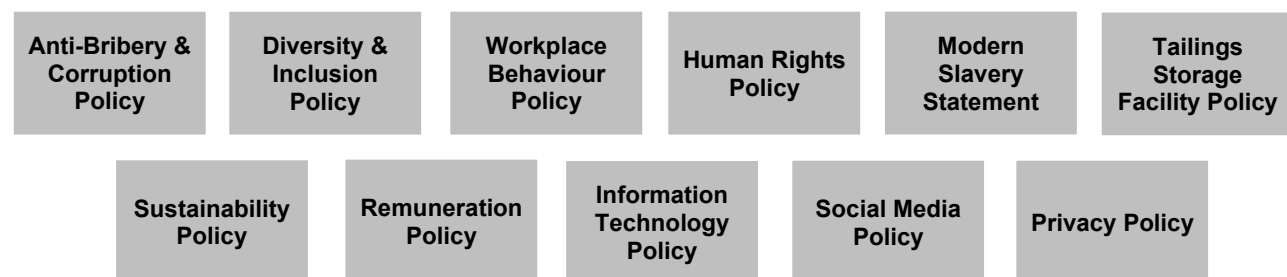 Anti-Bribery &
Corruption
Policy
Diversity &
Inclusion
Policy
Workplace
Behaviour
Policy
Human Rights
Policy
Modern
Slavery
Statement
Tailings
Storage
Facility Policy
Sustainability
Policy
Remuneration
Policy
Information
Technology
Policy
Social Media
Policy
Privacy Policy